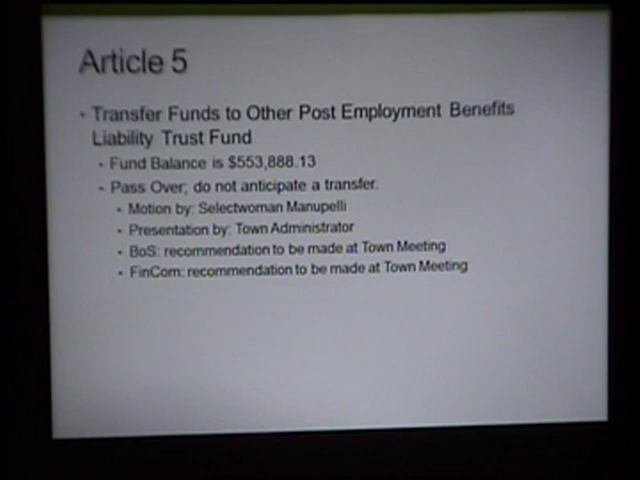 Article 5
• Transfer Funds to Other Post Employment Benefits
Liability Trust Fund
• Fund Balance is $553,888.13
• Pass Over; do not anticipate a transfer.
• Motion by: Selectwoman Manupelli
• Presentation by: Town Administrator
• BoS: recommendation to be made at Town Meeting
• FinCom: recommendation to be made at Town Meeting